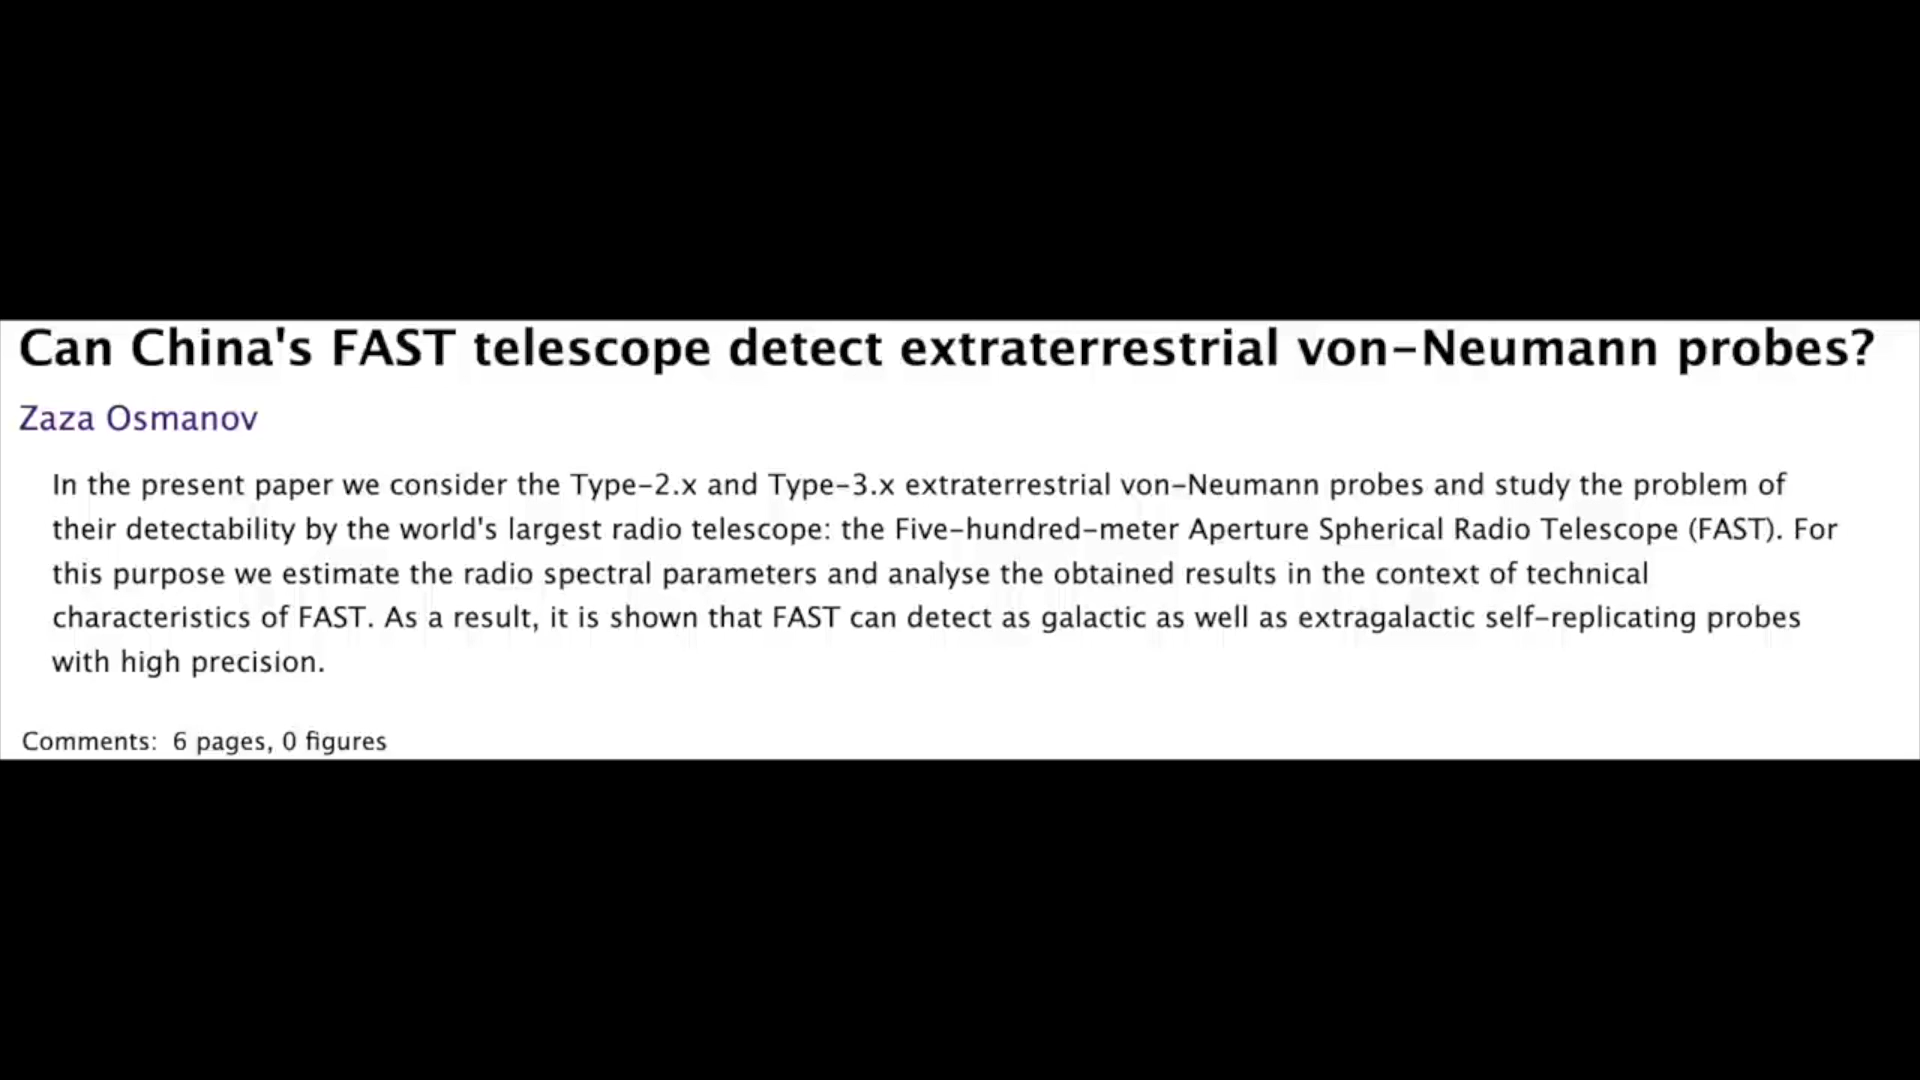 Can China's FAST telescope detect extraterrestrial von-Neumann probes?
Zaza Osmanov
In the present paper we consider the Type-2.x and Type-3.x extraterrestrial von-Neumann probes and study the problem of
their detectability by the world's largest radio telescope: the Five-hundred-meter Aperture Spherical Radio Telescope (FAST). For
this purpose we estimate the radio spectral parameters and analyse the obtained results in the context of technical
characteristics of FAST. As a result, it is shown that FAST can detect as galactic as well as extragalactic self-replicating probes
with high precision.
Comments: 6 pages, 0 figures